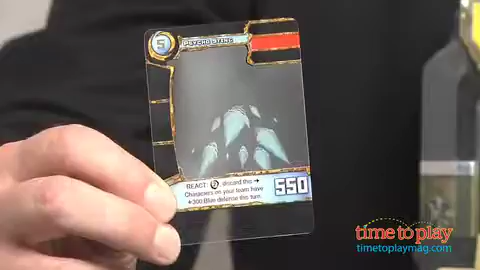 5
PSYCHO STING
REACT: , discard this ➔
Characters on your team have
+300 Blue defense this turn.
550
time to play
timetoplaymag.com